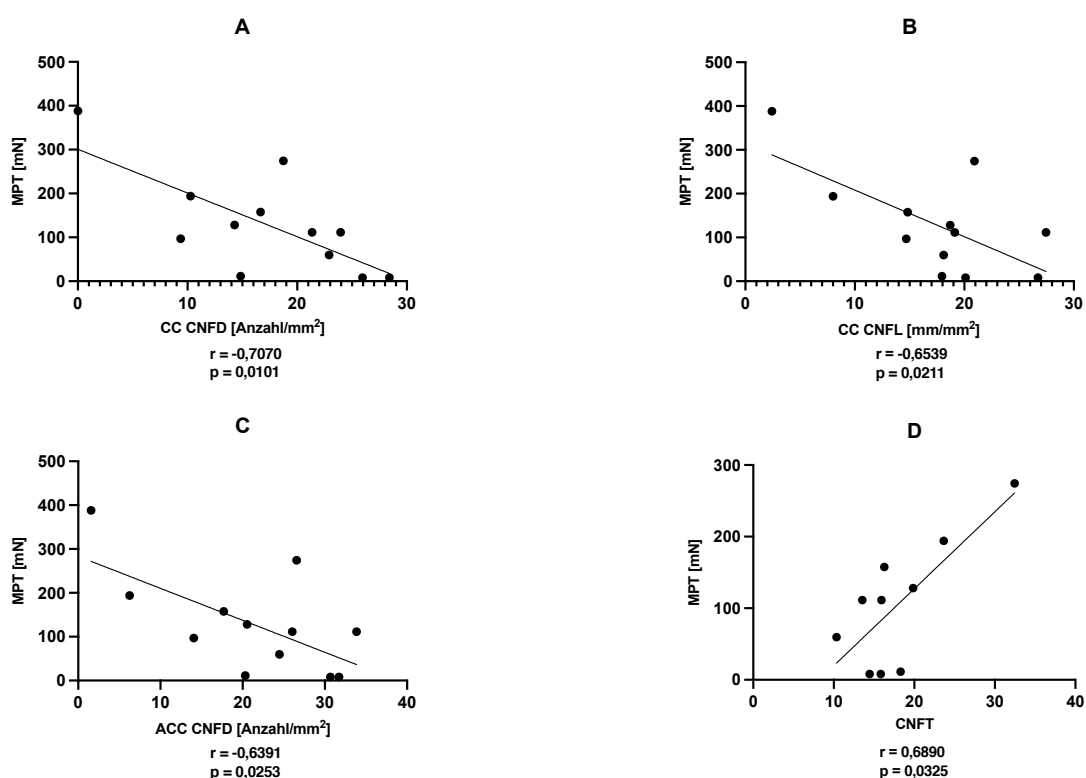 A
500
400
300
200
100
0
MPT [mN]
0 10 20 30
CC CNFD [Anzahl/mm²]
r = -0,7070
p = 0,0101
B
500
400
300
200
100
0
MPT [mN]
0 10 20 30
CC CNFL [mm/mm²]
r = -0,6539
p = 0,0211
C
500
400
300
200
100
0
MPT [mN]
0 10 20 30 40
ACC CNFD [Anzahl/mm²]
r = -0,6391
p = 0,0253
D
300
200
100
0
MPT [mN]
0 10 20 30 40
CNFT
r = 0,6890
p = 0,0325